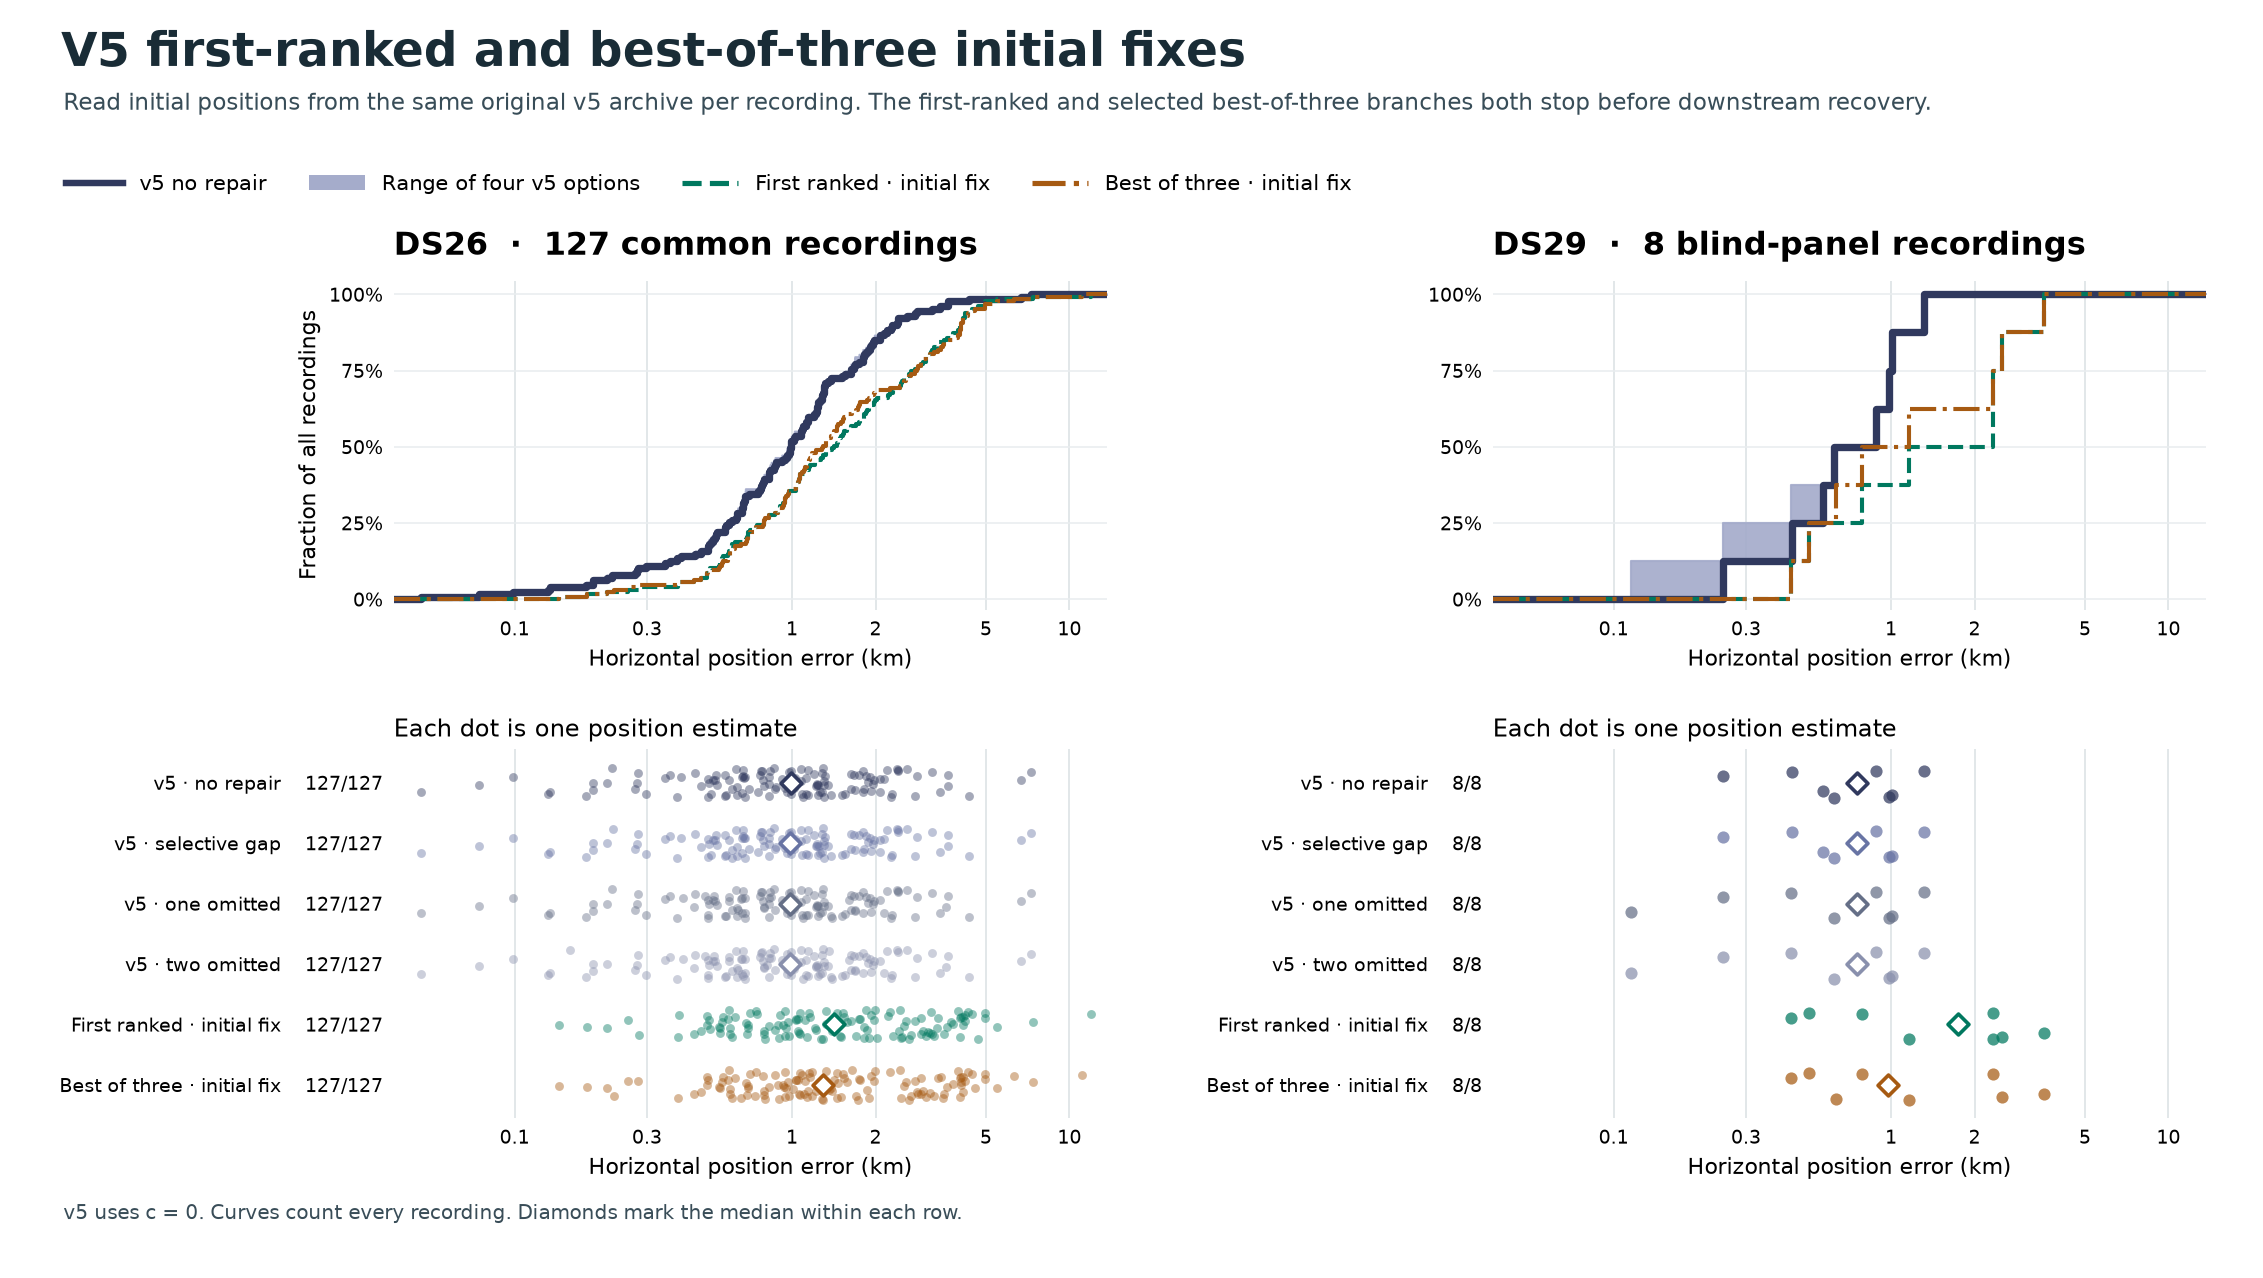 V5 first-ranked and best-of-three initial fixes
Read initial positions from the same original v5 archive per recording. The first-ranked and selected best-of-three branches both stop before downstream recovery.
v5 no repair
Range of four v5 options
First ranked · initial fix
Best of three · initial fix
DS26 · 127 common recordings
100%
75%
50%
25%
0%
Fraction of all recordings
0.1 0.3 1 2 5 10
Horizontal position error (km)
DS29 · 8 blind-panel recordings
100%
75%
50%
25%
0%
0.1 0.3 1 2 5 10
Horizontal position error (km)
Each dot is one position estimate
v5 · no repair 127/127
v5 · selective gap 127/127
v5 · one omitted 127/127
v5 · two omitted 127/127
First ranked · initial fix 127/127
Best of three · initial fix 127/127
0.1 0.3 1 2 5 10
Horizontal position error (km)
Each dot is one position estimate
v5 · no repair 8/8
v5 · selective gap 8/8
v5 · one omitted 8/8
v5 · two omitted 8/8
First ranked · initial fix 8/8
Best of three · initial fix 8/8
0.1 0.3 1 2 5 10
Horizontal position error (km)
v5 uses c = 0. Curves count every recording. Diamonds mark the median within each row.